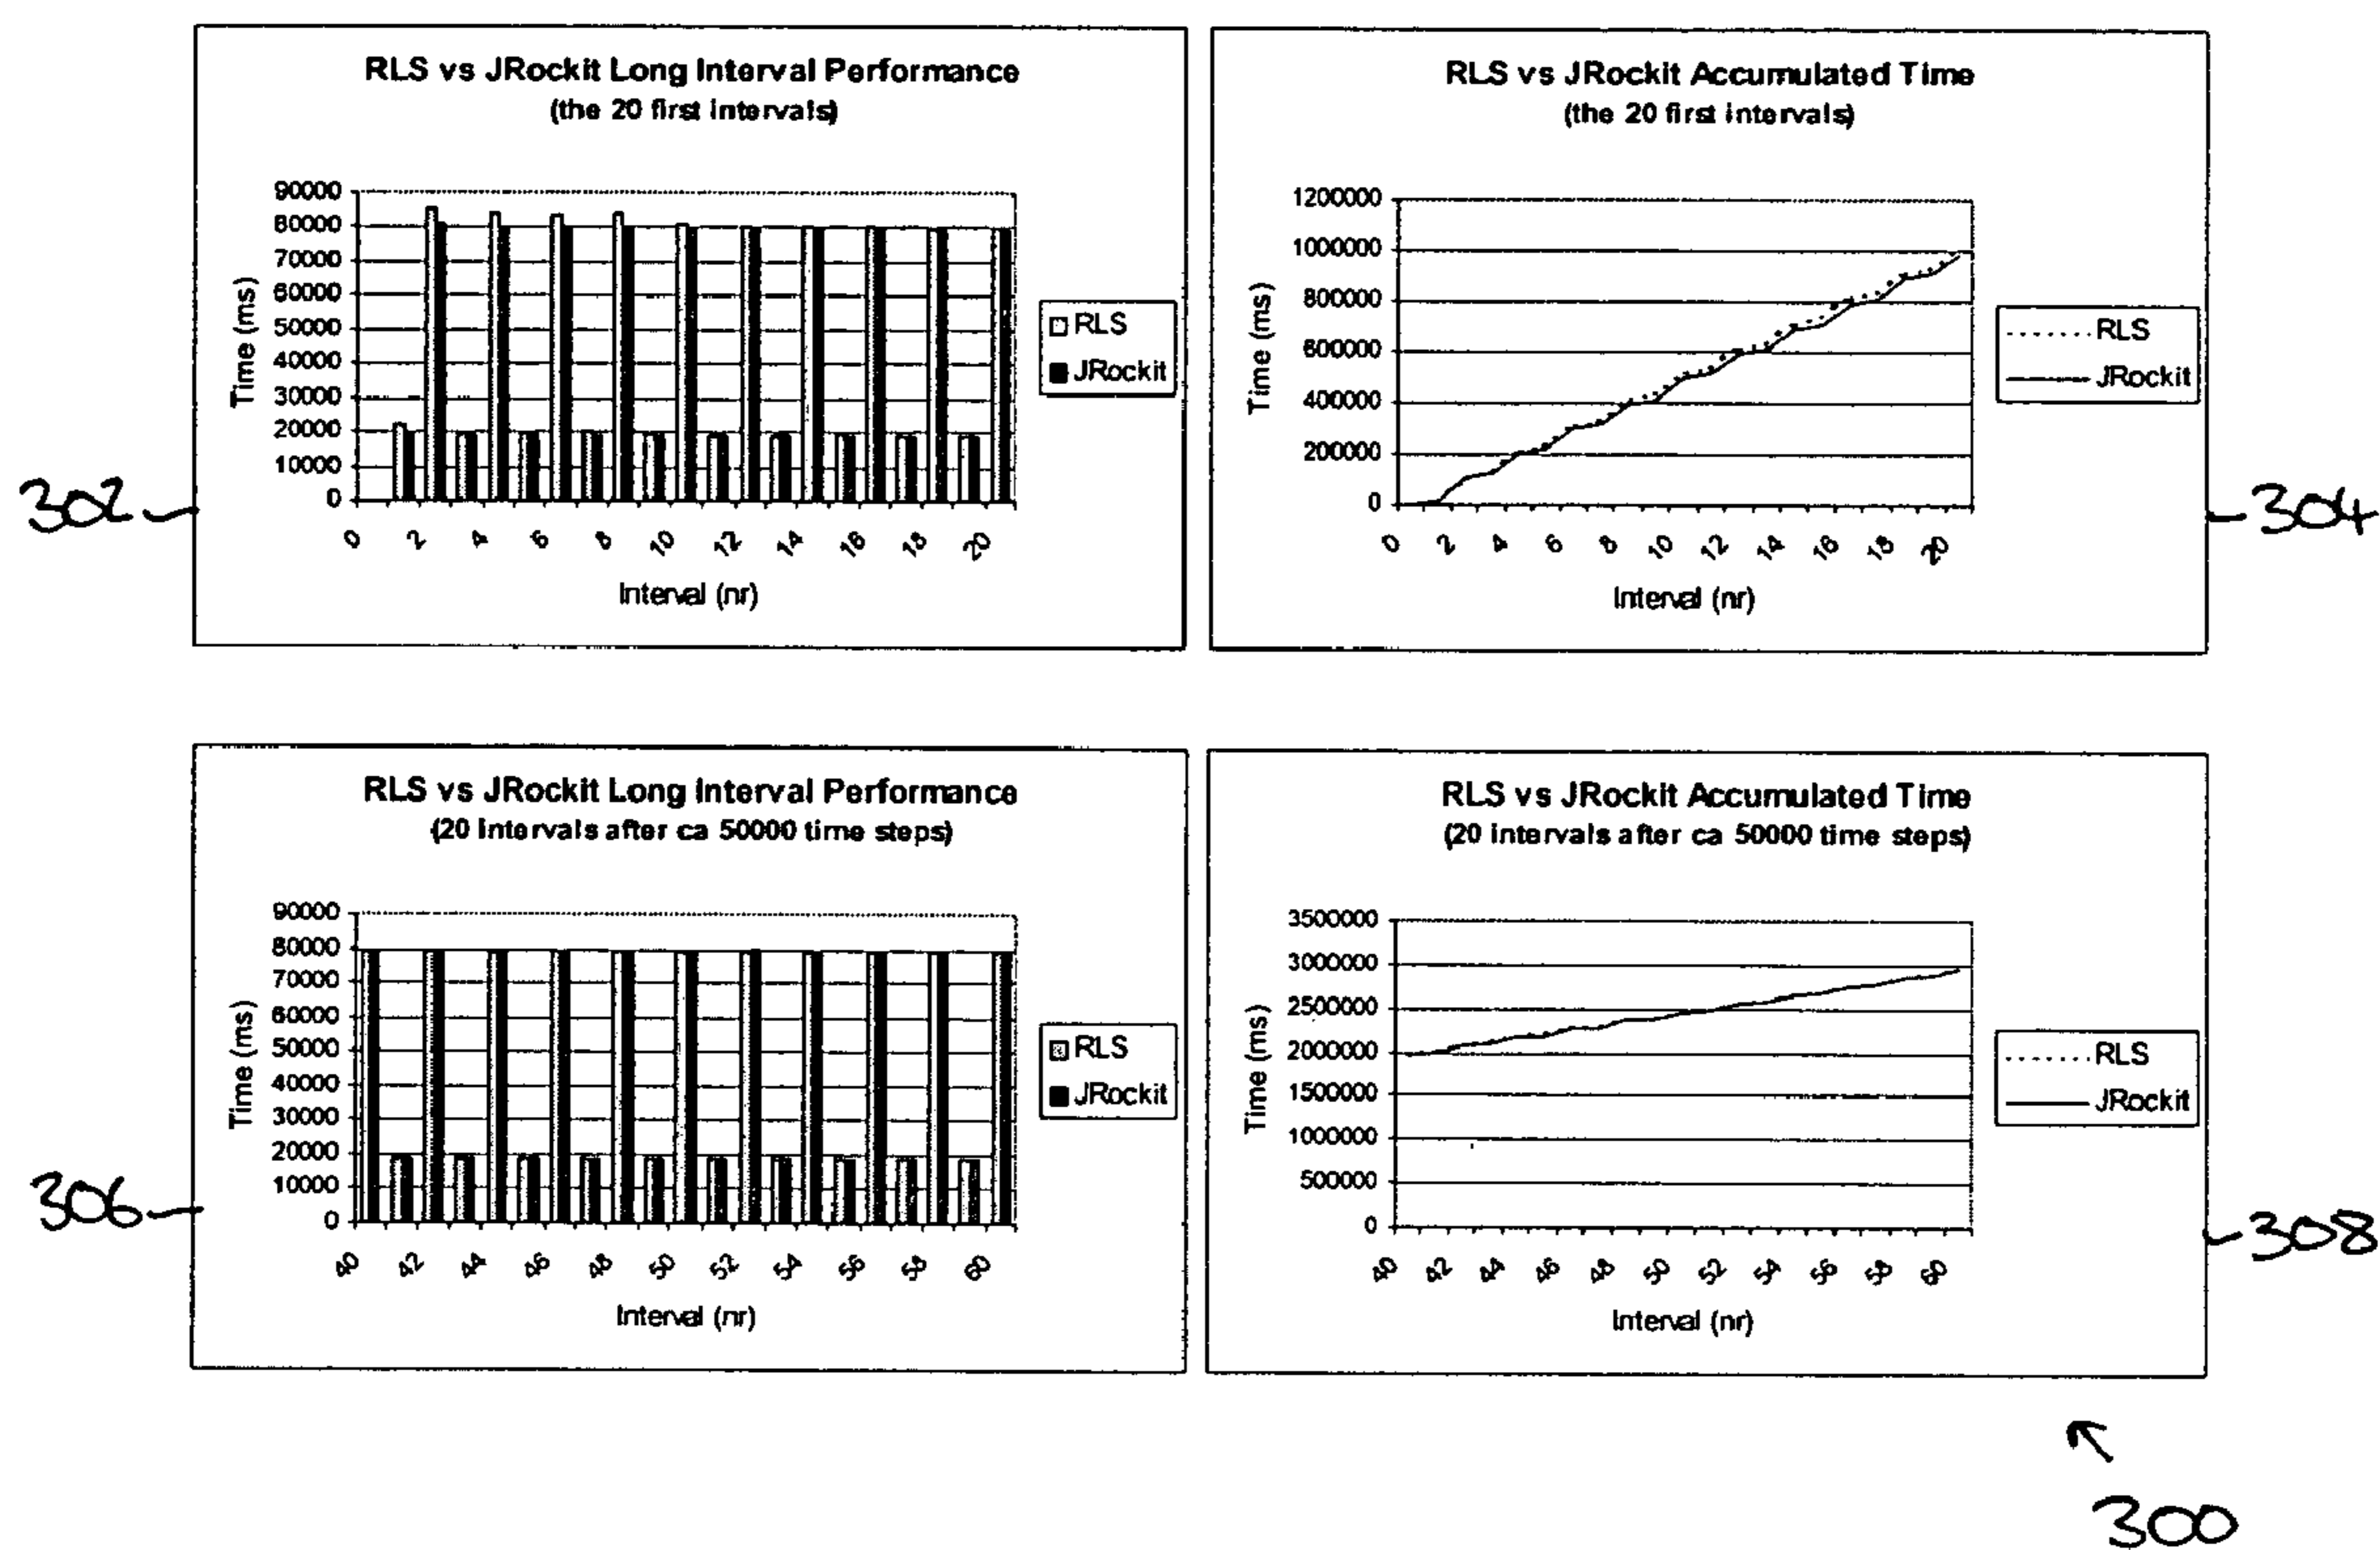 RLS vs JRockit Long Interval Performance
(the 20 first intervals)
90000
80000
70000
60000
50000
40000
30000
20000
10000
0
Time (ms)
0 2 4 6 8 10 12 14 16 18 20
Interval (nr)
RLS
JRockit
302
RLS vs JRockit Accumulated Time
(the 20 first intervals)
1200000
1000000
800000
600000
400000
200000
0
Time (ms)
0 2 4 6 8 10 12 14 16 18 20
Interval (nr)
RLS
JRockit
304
RLS vs JRockit Long Interval Performance
(20 intervals after ca 50000 time steps)
90000
80000
70000
60000
50000
40000
30000
20000
10000
0
Time (ms)
40 42 44 46 48 50 52 54 56 58 60
Interval (nr)
RLS
JRockit
306
RLS vs JRockit Accumulated Time
(20 intervals after ca 50000 time steps)
3500000
3000000
2500000
2000000
1500000
1000000
500000
0
Time (ms)
40 42 44 46 48 50 52 54 56 58 60
Interval (nr)
RLS
JRockit
308
300